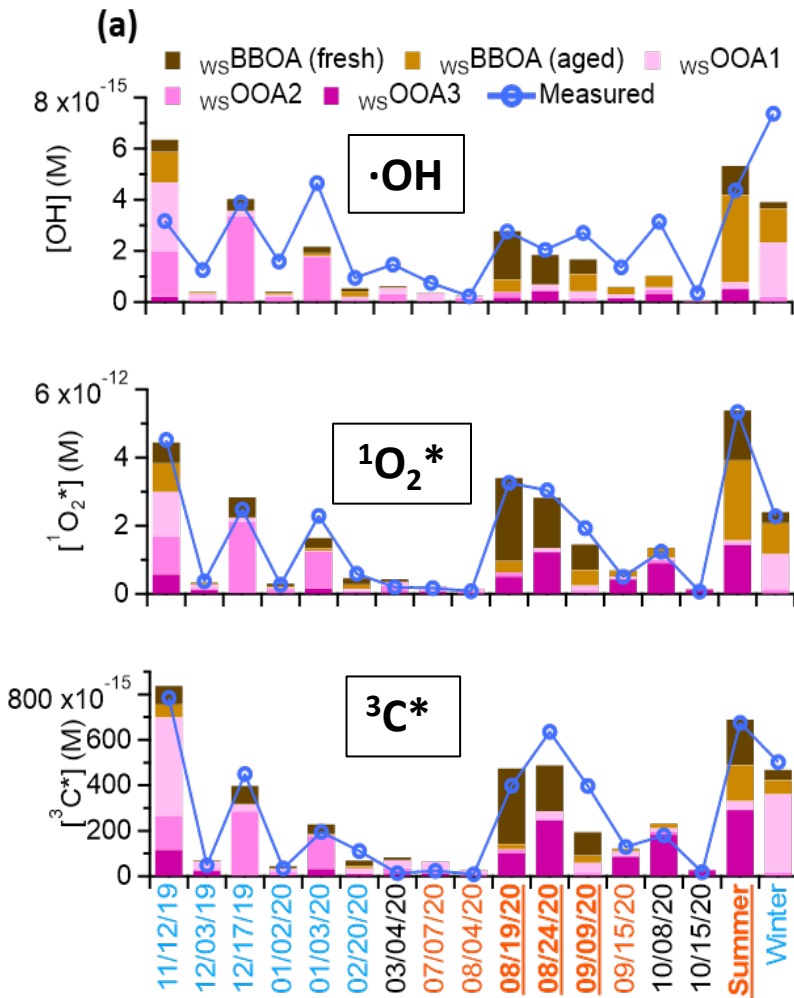 (a)
wsBBOA (fresh) wsBBOA (aged) wsOOA1
wsOOA2 wsOOA3 Measured
8 x10⁻¹⁵
6
4
2
0
[OH] (M)
·OH
6 x10⁻¹²
4
2
0
[¹O₂*] (M)
¹O₂*
800 x10⁻¹⁵
600
400
200
0
[³C*] (M)
³C*
11/12/19
12/03/19
12/17/19
01/02/20
01/03/20
02/20/20
03/04/20
07/07/20
08/04/20
08/19/20
08/24/20
09/09/20
09/15/20
10/08/20
10/15/20
Summer
Winter